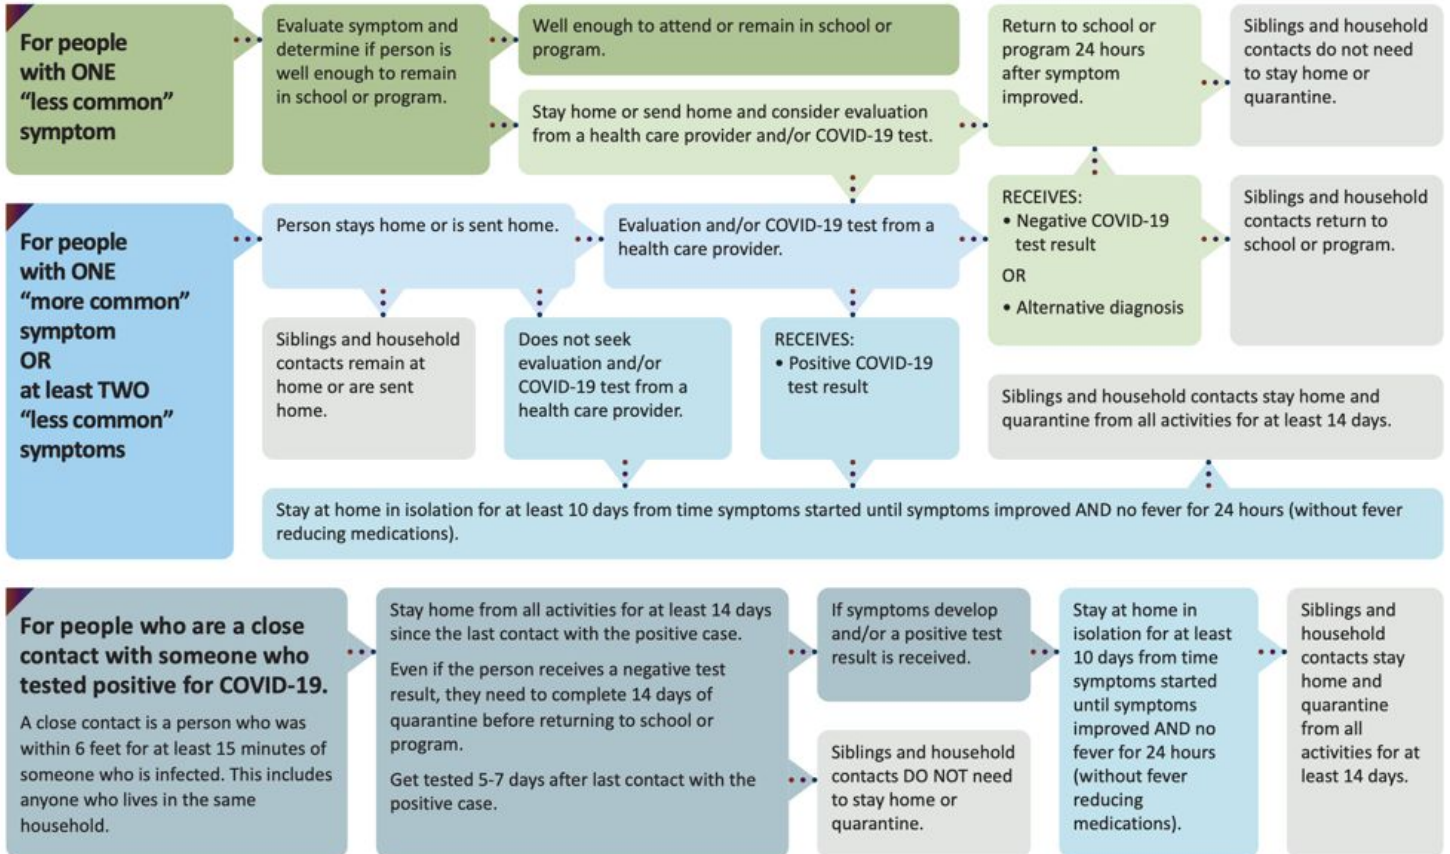 For people
with ONE
“less common”
symptom
Evaluate symptom and
determine if person is
well enough to remain
in school or program.
Well enough to attend or remain in school or
program.
Stay home or send home and consider evaluation
from a health care provider and/or COVID-19 test.
Return to school or
program 24 hours
after symptom
improved.
Siblings and household
contacts do not need
to stay home or
quarantine.
For people
with ONE
“more common”
symptom
OR
at least TWO
“less common”
symptoms
Person stays home or is sent home.
Evaluation and/or COVID-19 test from a
health care provider.
RECEIVES:
• Negative COVID-19
test result
OR
• Alternative diagnosis
Siblings and household
contacts return to
school or program.
Siblings and household
contacts remain at
home or are sent
home.
Does not seek
evaluation and/or
COVID-19 test from a
health care provider.
RECEIVES:
• Positive COVID-19
test result
Siblings and household contacts stay home and
quarantine from all activities for at least 14 days.
Stay at home in isolation for at least 10 days from time symptoms started until symptoms improved AND no fever for 24 hours (without fever
reducing medications).
For people who are a close
contact with someone who
tested positive for COVID-19.
A close contact is a person who was
within 6 feet for at least 15 minutes of
someone who is infected. This includes
anyone who lives in the same
household.
Stay home from all activities for at least 14 days
since the last contact with the positive case.
Even if the person receives a negative test
result, they need to complete 14 days of
quarantine before returning to school or
program.
Get tested 5-7 days after last contact with the
positive case.
If symptoms develop
and/or a positive test
result is received.
Siblings and household
contacts DO NOT need
to stay home or
quarantine.
Stay at home in
isolation for at least
10 days from time
symptoms started
until symptoms
improved AND no
fever for 24 hours
(without fever
reducing
medications).
Siblings and
household
contacts stay
home and
quarantine
from all
activities for at
least 14 days.